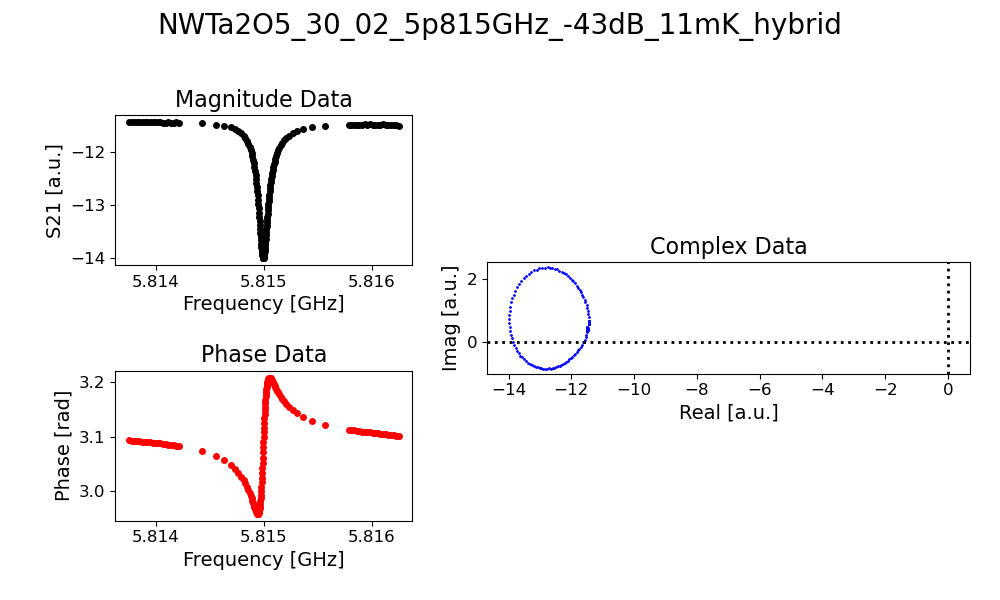 NWTa2O5_30_02_5p815GHz_-43dB_11mK_hybrid
Magnitude Data
S21 [a.u.]
−12
−13
−14
5.814 5.815 5.816
Frequency [GHz]
Phase Data
Phase [rad]
3.2
3.1
3.0
5.814 5.815 5.816
Frequency [GHz]
Complex Data
Imag [a.u.]
2
0
−14 −12 −10 −8 −6 −4 −2 0
Real [a.u.]